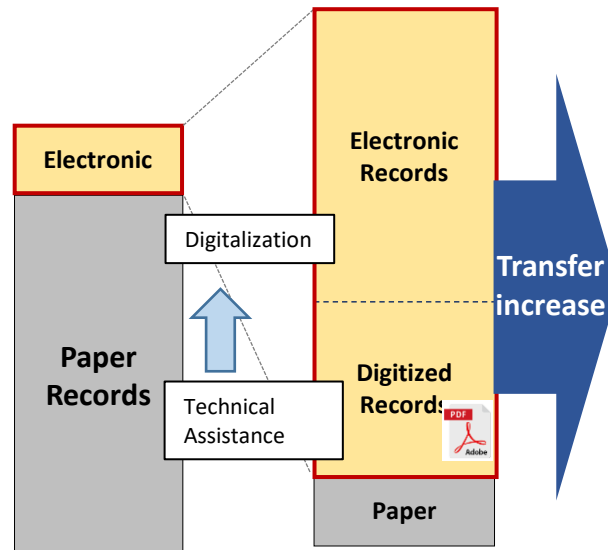 Electronic
Paper
Records
Digitalization
Technical
Assistance
Electronic
Records
Digitized
Records
PDF
Adobe
Paper
Transfer
increase